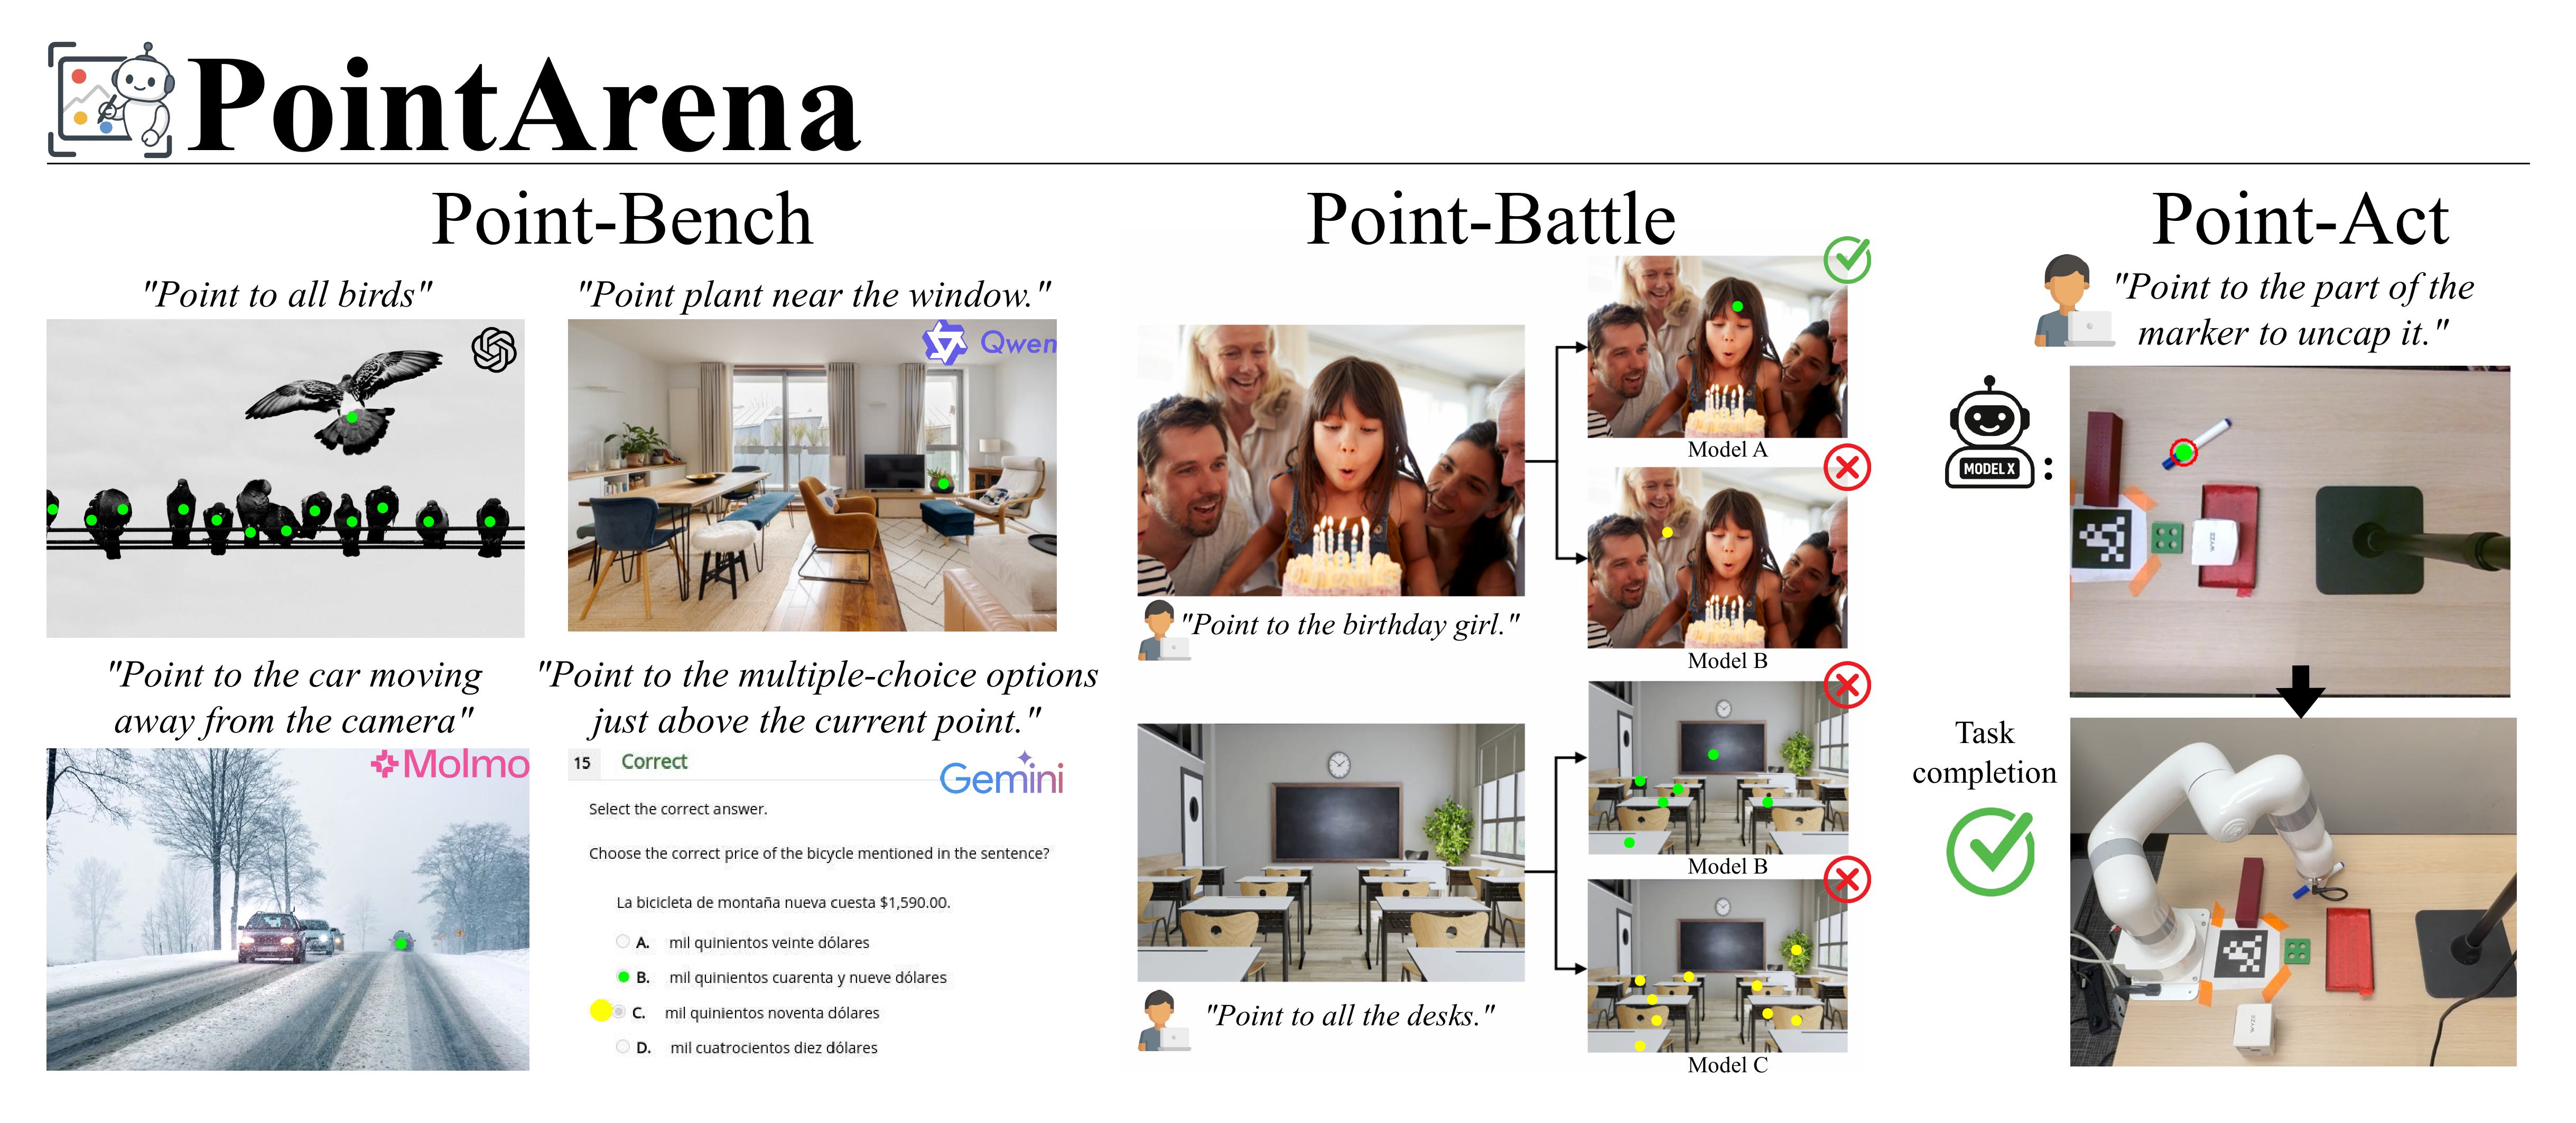 PointArena
Point-Bench
"Point to all birds"
"Point plant near the window."
Qwen
"Point to the car moving
away from the camera"
Molmo
"Point to the multiple-choice options
just above the current point."
15 Correct
Gemini
Select the correct answer.
Choose the correct price of the bicycle mentioned in the sentence?
La bicicleta de montaña nueva cuesta $1,590.00.
A. mil quinientos veinte dólares
B. mil quinientos cuarenta y nueve dólares
C. mil quinientos noventa dólares
D. mil cuatrocientos diez dólares
Point-Battle
"Point to the birthday girl."
Model A
Model B
"Point to all the desks."
Model B
Model C
Point-Act
"Point to the part of the
marker to uncap it."
MODEL X :
Task
completion